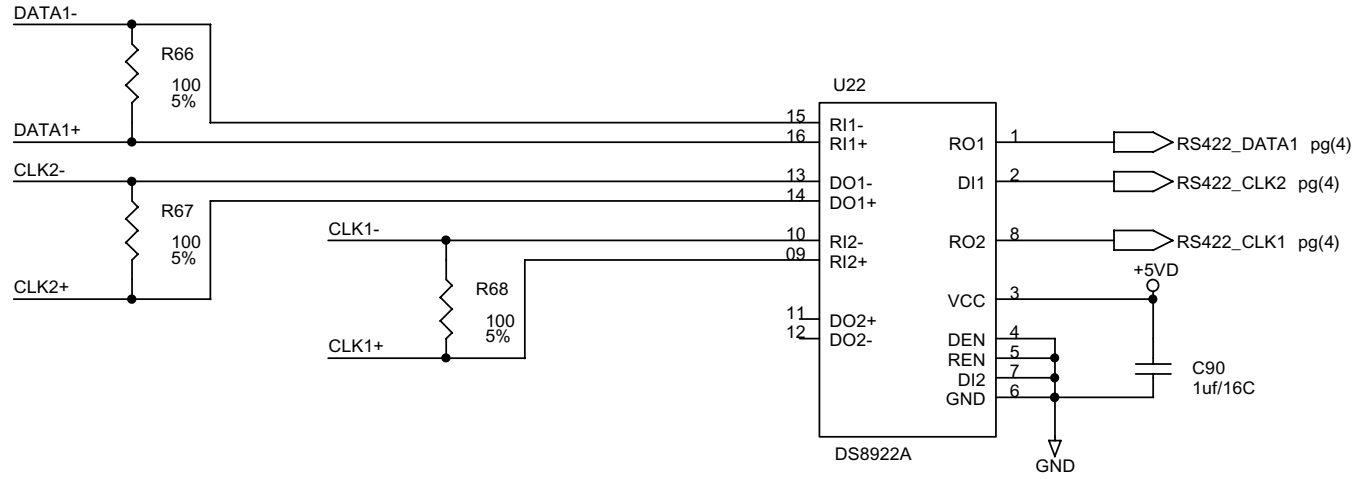 DATA1-
R66
100
5%
DATA1+
CLK2-
R67
100
5%
CLK2+
CLK1-
R68
100
5%
CLK1+
U22
15 RI1-
16 RI1+
13 DO1-
14 DO1+
10 RI2-
09 RI2+
11 DO2+
12 DO2-
RO1 1
DI1 2
RO2 8
VCC 3
DEN 4
REN 5
DI2 7
GND 6
DS8922A
RS422_DATA1 pg(4)
RS422_CLK2 pg(4)
RS422_CLK1 pg(4)
+5VD
C90
1uf/16C
GND